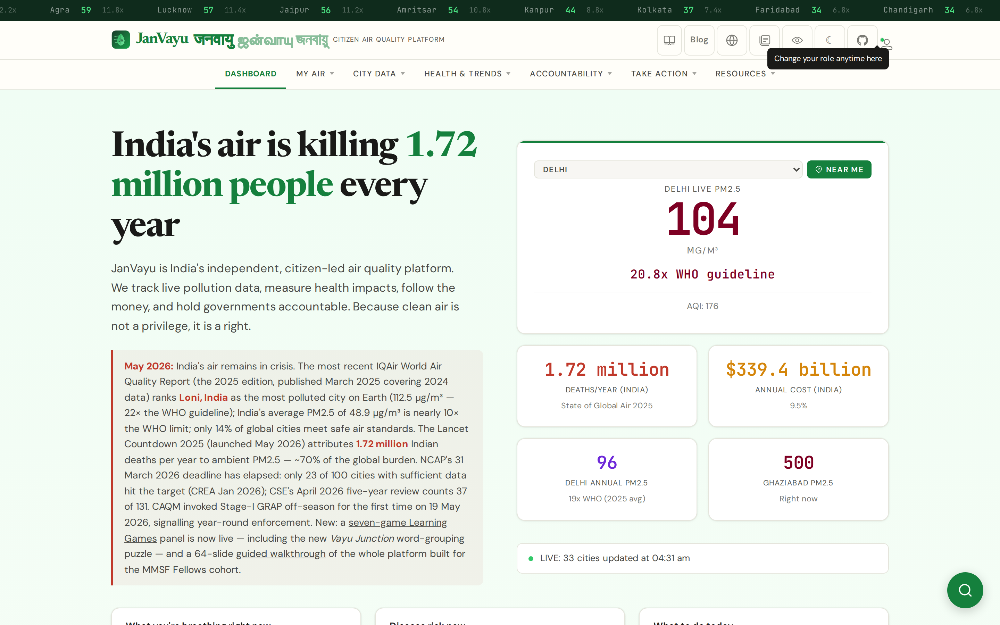 2.2x Agra 59 11.8x Lucknow 57 11.4x Jaipur 56 11.2x Amritsar 54 10.8x Kanpur 44 8.8x Kolkata 37 7.4x Faridabad 34 6.8x Chandigarh 34 6.8x
JanVayu जनवायु ஜன்வாயு जनवायु CITIZEN AIR QUALITY PLATFORM
Blog
Change your role anytime here
DASHBOARD MY AIR CITY DATA HEALTH & TRENDS ACCOUNTABILITY TAKE ACTION RESOURCES
India's air is killing 1.72
million people every
year
JanVayu is India's independent, citizen-led air quality platform.
We track live pollution data, measure health impacts, follow the
money, and hold governments accountable. Because clean air is
not a privilege, it is a right.
May 2026: India's air remains in crisis. The most recent IQAir World Air
Quality Report (the 2025 edition, published March 2025 covering 2024
data) ranks Loni, India as the most polluted city on Earth (112.5 µg/m³ —
22× the WHO guideline); India's average PM2.5 of 48.9 µg/m³ is nearly 10×
the WHO limit; only 14% of global cities meet safe air standards. The Lancet
Countdown 2025 (launched May 2026) attributes 1.72 million Indian
deaths per year to ambient PM2.5 — ~70% of the global burden. NCAP's 31
March 2026 deadline has elapsed: only 23 of 100 cities with sufficient data
hit the target (CREA Jan 2026); CSE's April 2026 five-year review counts 37
of 131. CAQM invoked Stage-I GRAP off-season for the first time on 19 May
2026, signalling year-round enforcement. New: a seven-game Learning
Games panel is now live — including the new Vayu Junction word-grouping
puzzle — and a 64-slide guided walkthrough of the whole platform built for
the MMSF Fellows cohort.
DELHI
NEAR ME
DELHI LIVE PM2.5
104
MG/M³
20.8x WHO guideline
AQI: 176
1.72 million
DEATHS/YEAR (INDIA)
State of Global Air 2025
$339.4 billion
ANNUAL COST (INDIA)
9.5%
96
DELHI ANNUAL PM2.5
19x WHO (2025 avg)
500
GHAZIABAD PM2.5
Right now
LIVE: 33 cities updated at 04:31 am
What you're breathing right now
Disease risk now
What to do today